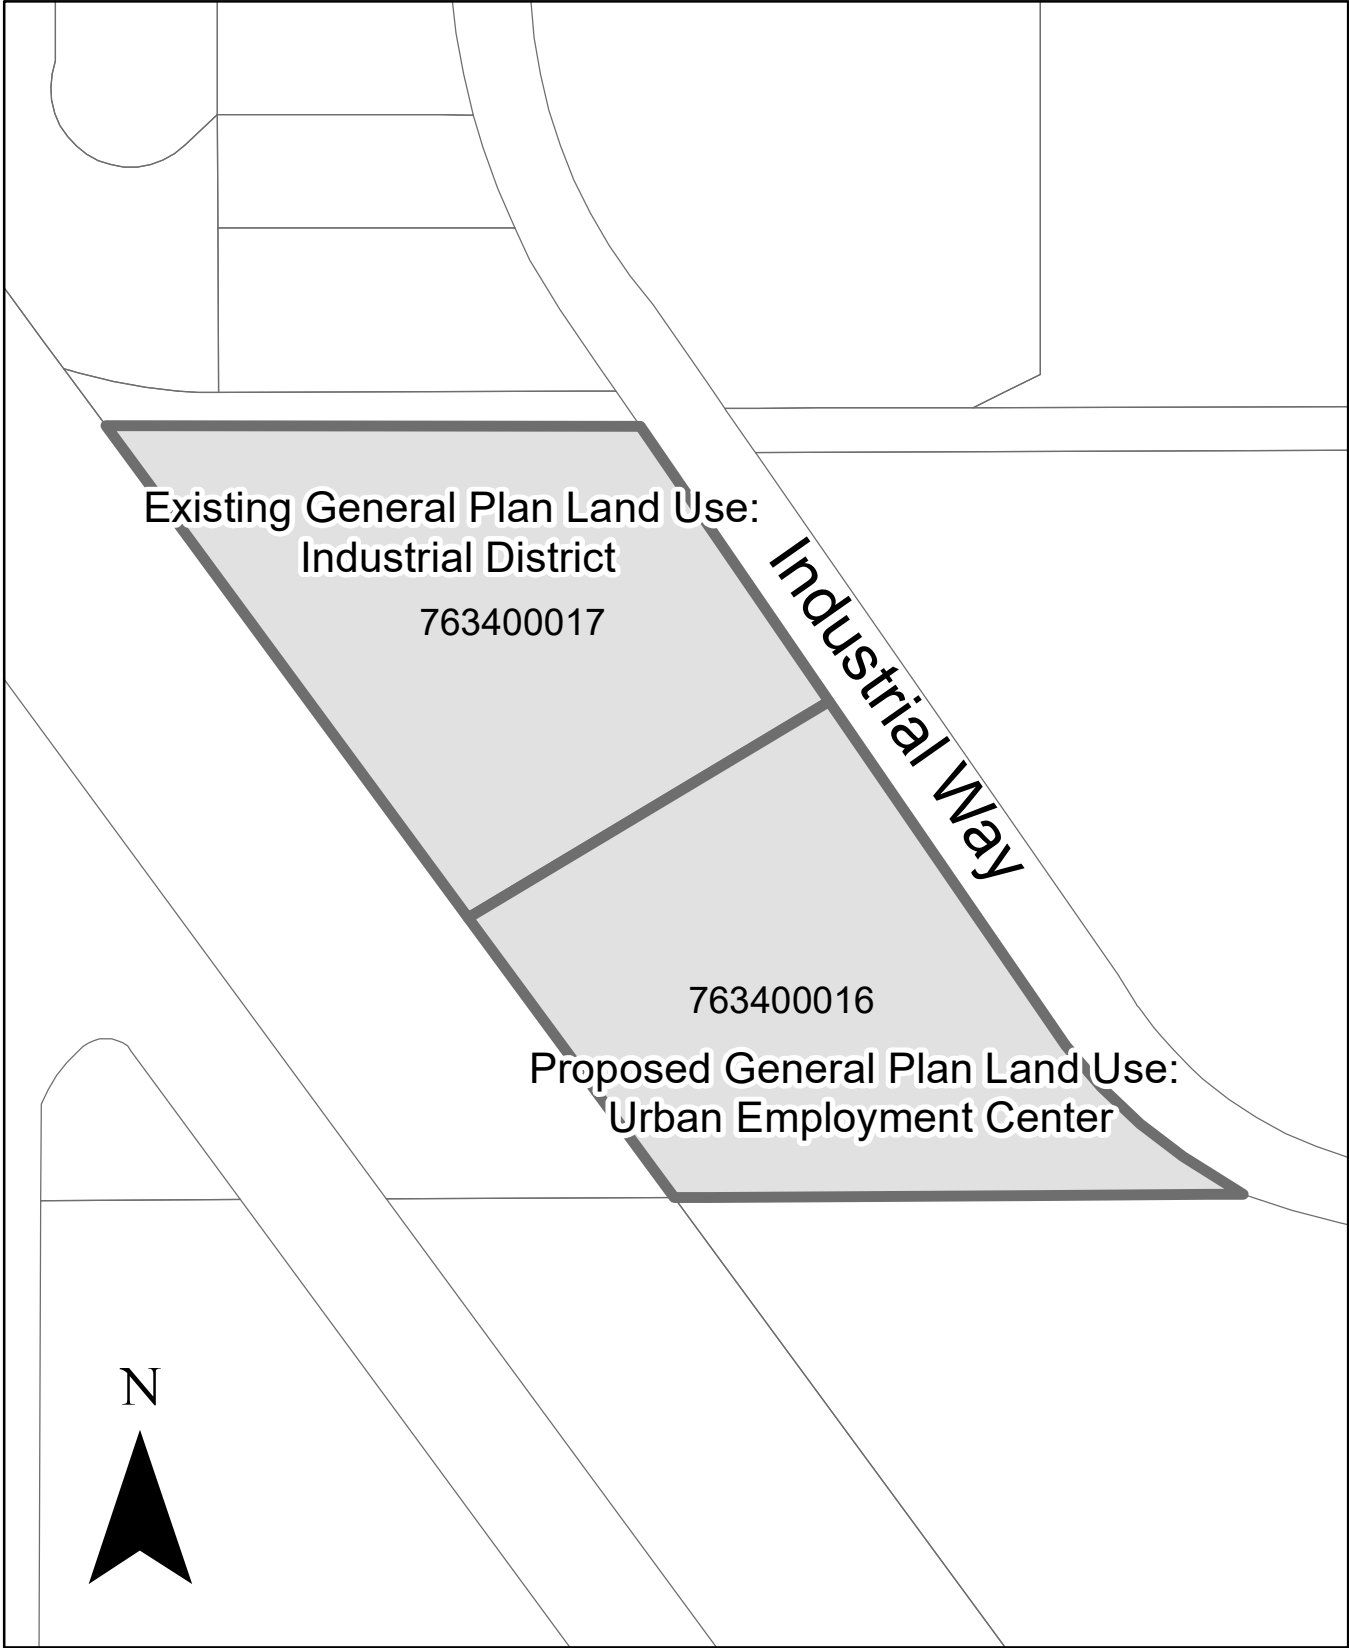 Existing General Plan Land Use:
Industrial District
763400017
Industrial Way
763400016
Proposed General Plan Land Use:
Urban Employment Center
N